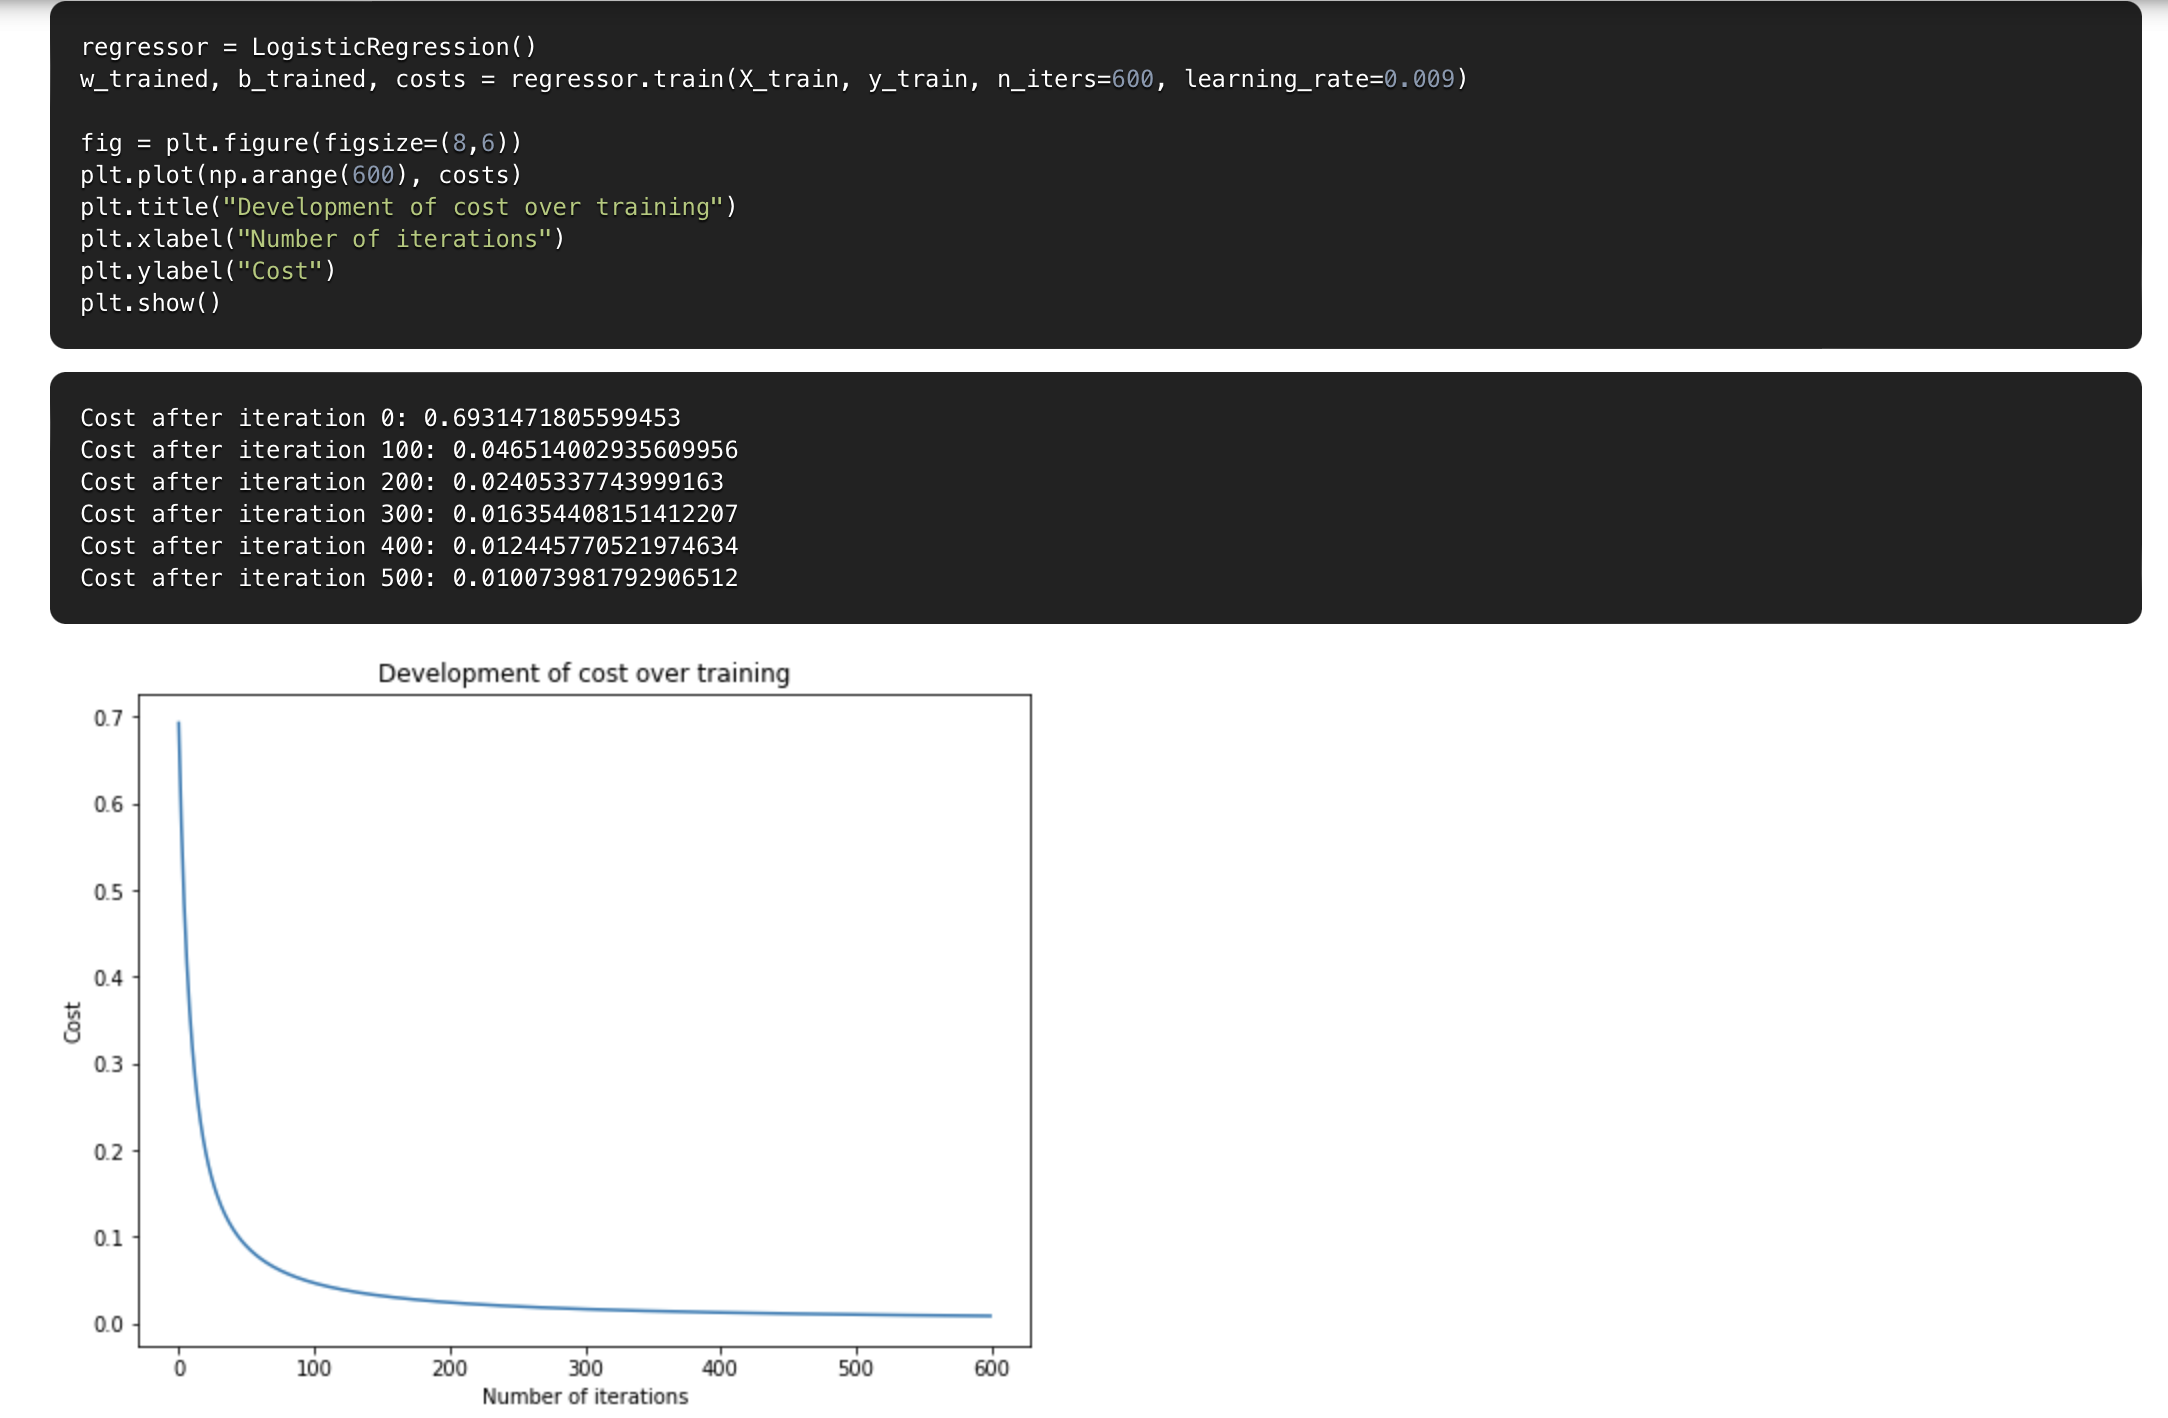 regressor = LogisticRegression()
w_trained, b_trained, costs = regressor.train(X_train, y_train, n_iters=600, learning_rate=0.009)
fig = plt.figure(figsize=(8,6))
plt.plot(np.arange(600), costs)
plt.title("Development of cost over training")
plt.xlabel("Number of iterations")
plt.ylabel("Cost")
plt.show()
Cost after iteration 0: 0.6931471805599453
Cost after iteration 100: 0.046514002935609956
Cost after iteration 200: 0.02405337743999163
Cost after iteration 300: 0.016354408151412207
Cost after iteration 400: 0.012445770521974634
Cost after iteration 500: 0.010073981792906512
Development of cost over training
0.7
0.6
0.5
0.4
0.3
0.2
0.1
0.0
Cost
0 100 200 300 400 500 600
Number of iterations